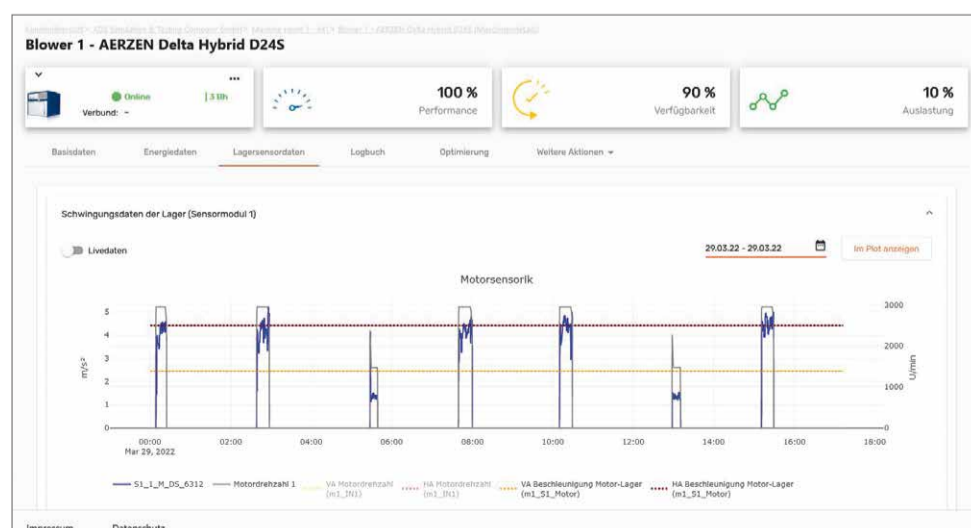 Blower 1 - AERZEN Delta Hybrid D24S
Online
Verbund: -
100 %
Performance
90 %
Verfügbarkeit
10 %
Auslastung
Basisdaten Energiedaten Lagersensordaten Logbuch Optimierung Weitere Aktionen
Schwingungsdaten der Lager (Sensormodul 1)
Livedaten
29.03.22 - 29.03.22
Im Plot anzeigen
Motorsensorik
5
4
3
2
1
0
m/s²
3000
2000
1000
0
U/min
00:00 02:00 04:00 06:00 08:00 10:00 12:00 14:00 16:00 18:00
Mar 29, 2022
S1_1_M_DS_6312 Motordrehzahl 1 VA Motordrehzahl HA Motordrehzahl VA Beschleunigung Motor-Lager HA Beschleunigung Motor-Lager
(m1_IN1) (m1_IN1) (m1_S1_Motor) (m1_S1_Motor)
Impressum Datenschutz